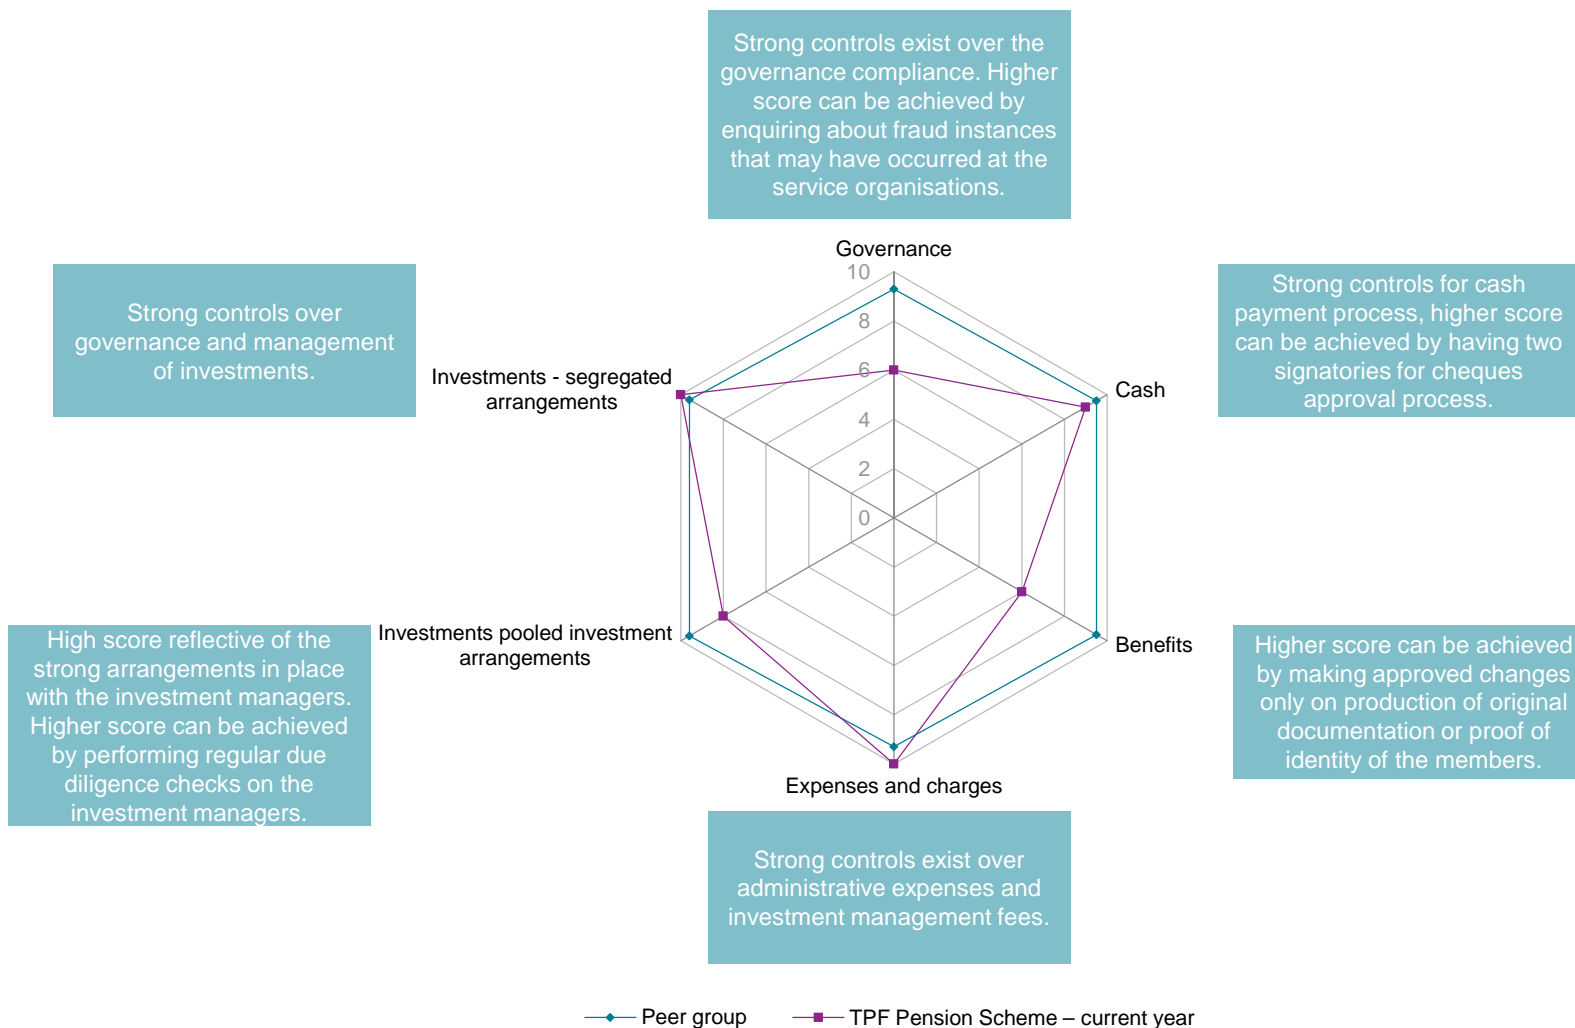 Strong controls exist over the
governance compliance. Higher
score can be achieved by
enquiring about fraud instances
that may have occurred at the
service organisations.
Strong controls over
governance and management
of investments.
Strong controls for cash
payment process, higher score
can be achieved by having two
signatories for cheques
approval process.
Governance
10
8
6
4
2
0
Investments - segregated
arrangements
Cash
Investments pooled investment
arrangements
Benefits
Expenses and charges
High score reflective of the
strong arrangements in place
with the investment managers.
Higher score can be achieved
by performing regular due
diligence checks on the
investment managers.
Higher score can be achieved
by making approved changes
only on production of original
documentation or proof of
identity of the members.
Strong controls exist over
administrative expenses and
investment management fees.
Peer group
TPF Pension Scheme – current year